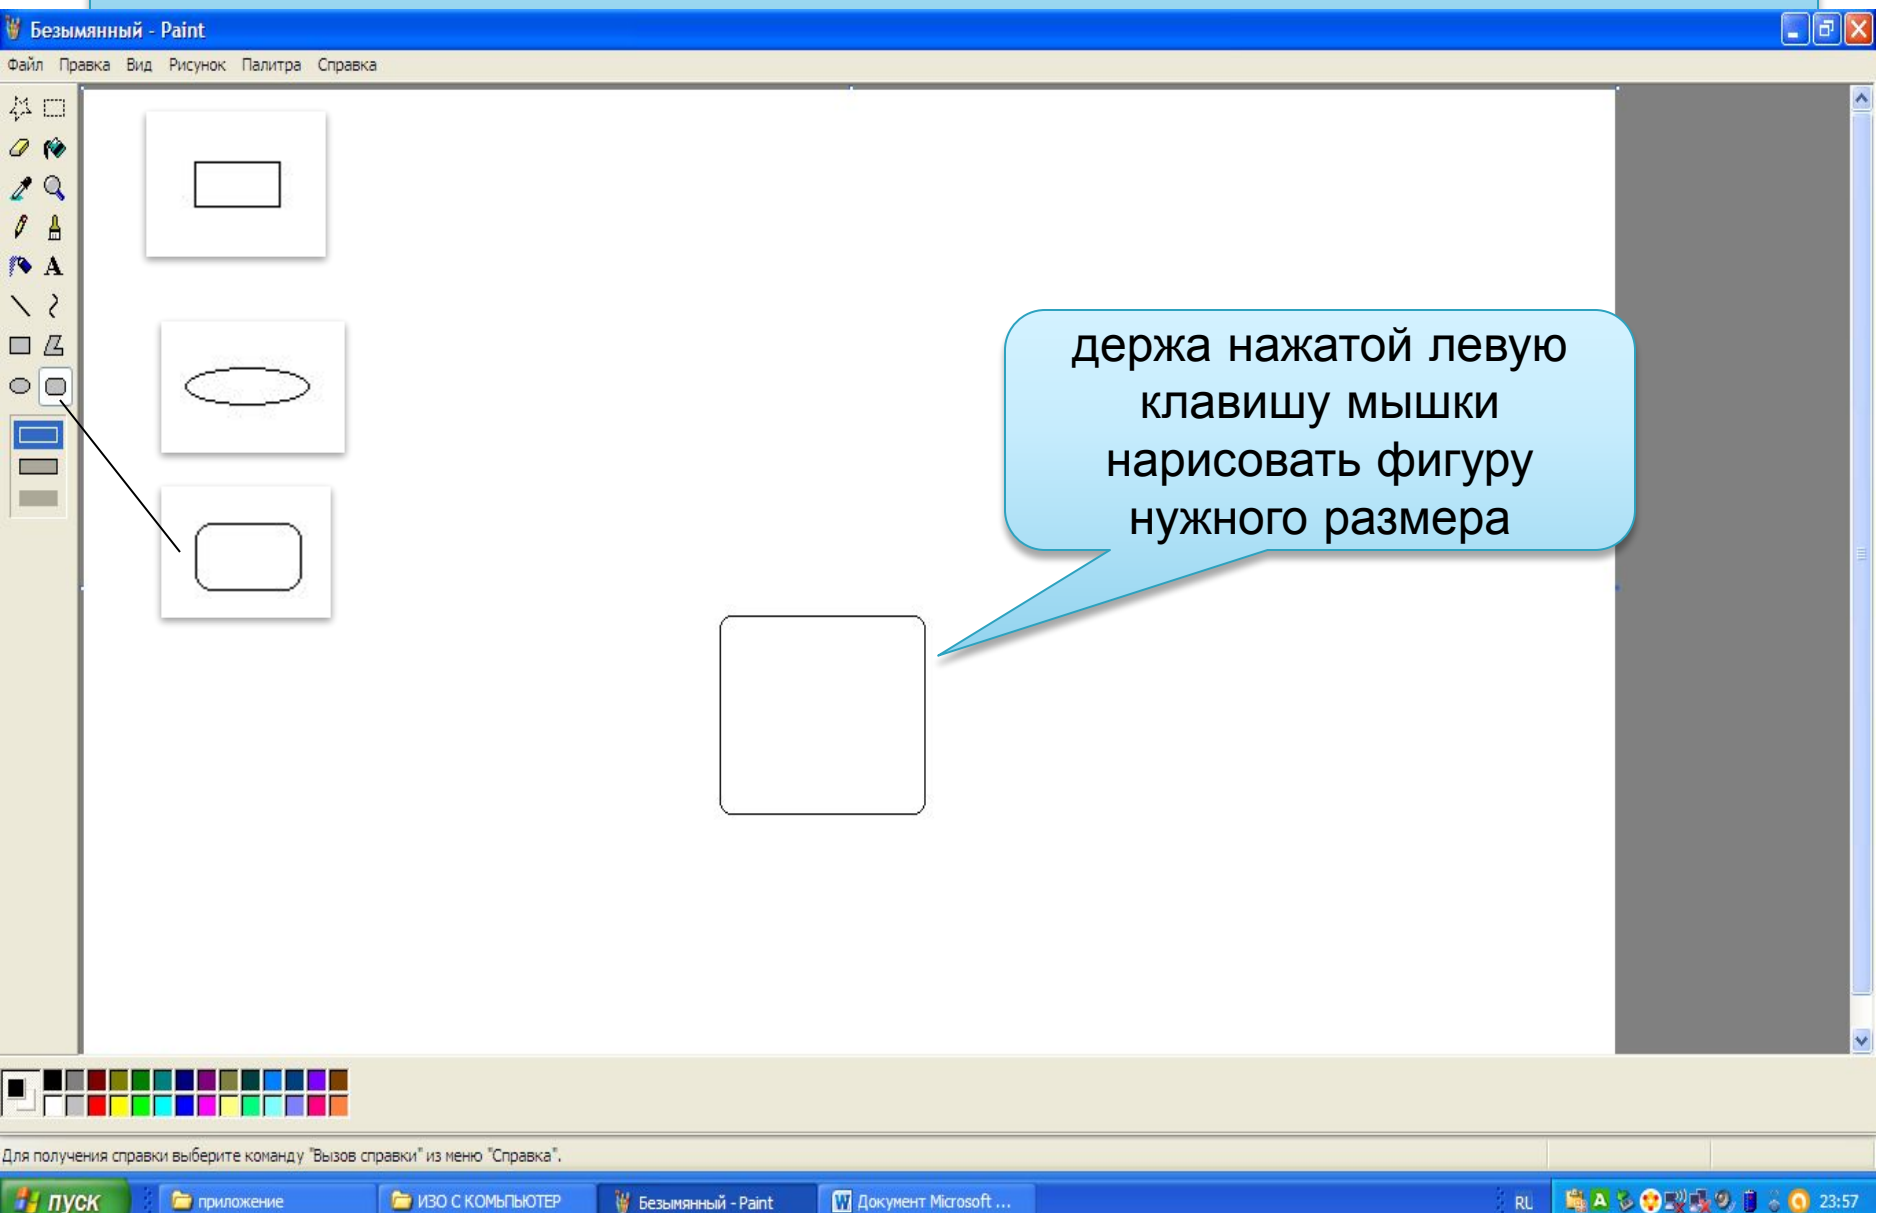 Безымянный - Paint
Файл Правка Вид Рисунок Палитра Справка
A
держа нажатой левую
клавишу мышки
нарисовать фигуру
нужного размера
Для получения справки выберите команду "Вызов справки" из меню "Справка".
пуск
приложение
ИЗО С КОМЬПЬЮТЕР
Безымянный - Paint
Документ Microsoft ...
RU
A
23:57